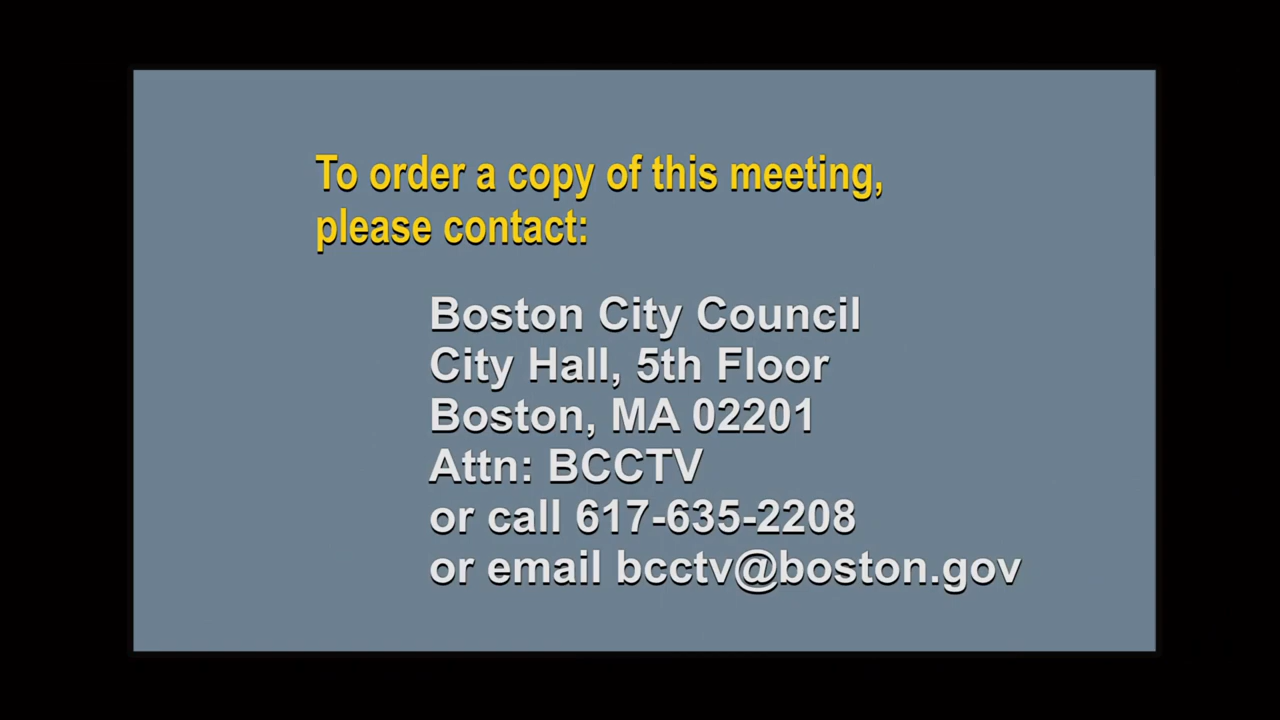 To order a copy of this meeting,
please contact:
Boston City Council
City Hall, 5th Floor
Boston, MA 02201
Attn: BCCTV
or call 617-635-2208
or email bcctv@boston.gov